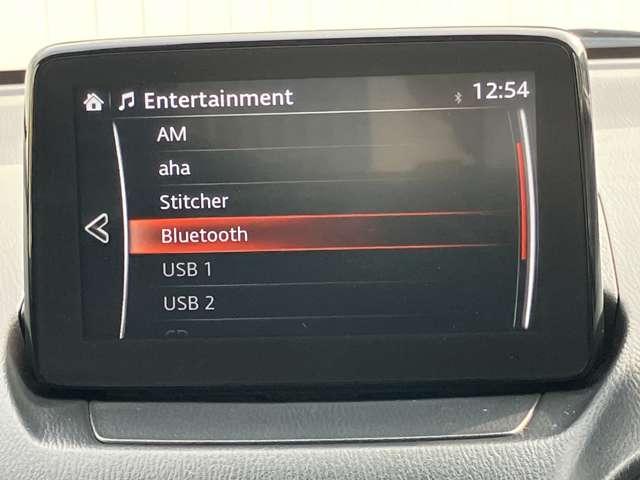 Entertainment 12:54
AM
aha
Stitcher
Bluetooth
USB 1
USB 2